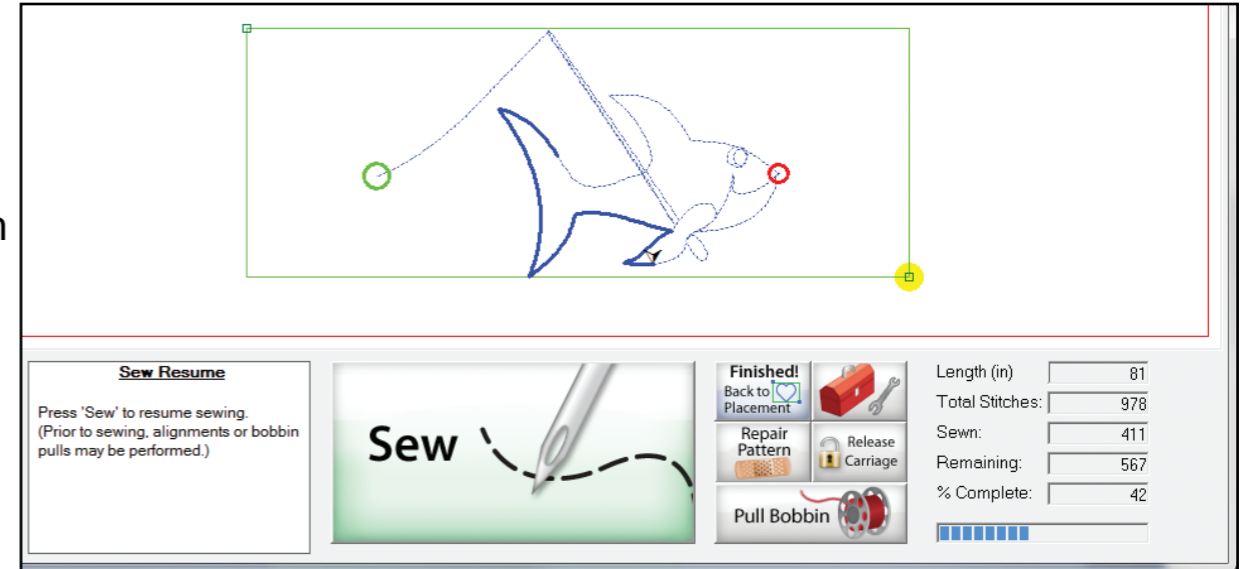 n
Sew Resume
Press 'Sew' to resume sewing.
(Prior to sewing, alignments or bobbin
pulls may be performed.)
Sew
Finished!
Back to
Placement
Repair
Pattern
Release
Carriage
Pull Bobbin
Length (in) 81
Total Stitches: 978
Sewn: 411
Remaining: 567
% Complete: 42